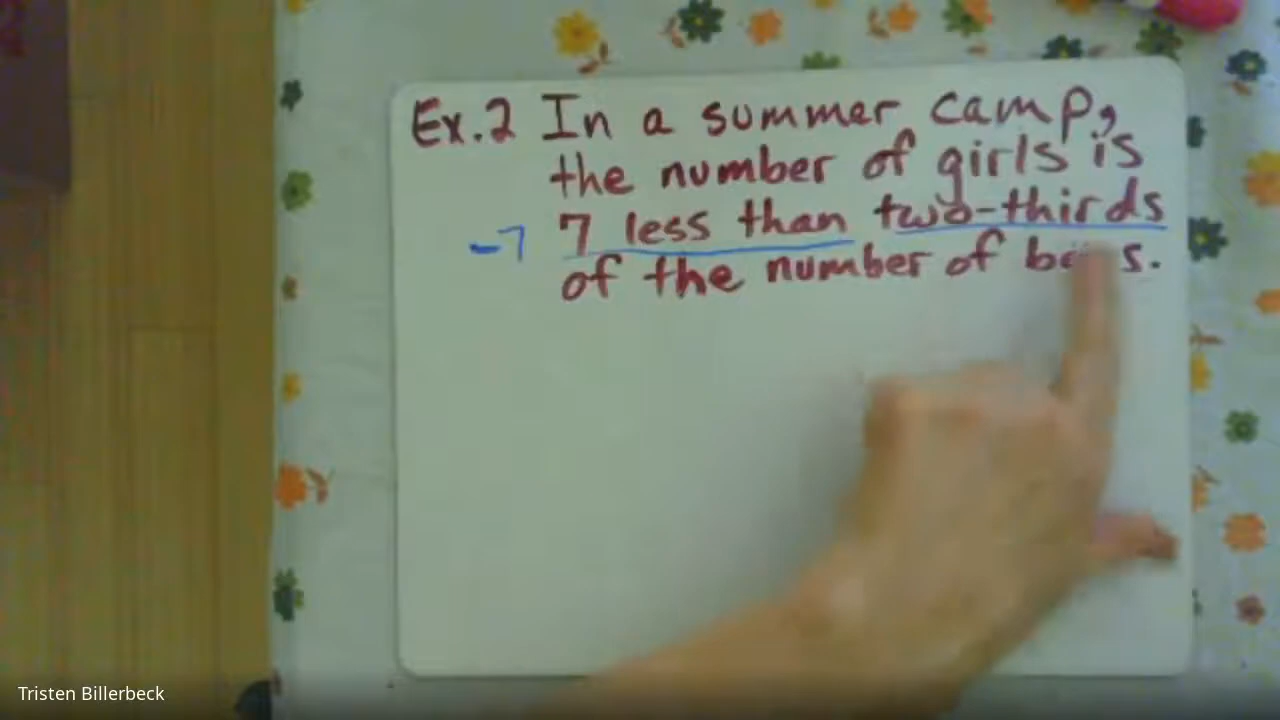 Ex.2 In a summer camp,
the number of girls is
-7 7 less than two-thirds
of the number of
Tristen Billerbeck